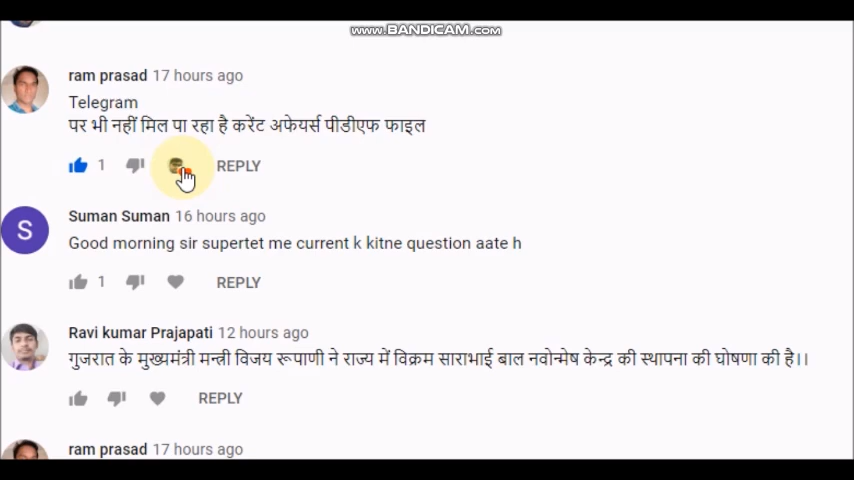 www.BANDICAM.com
ram prasad 17 hours ago
Telegram
पर भी नहीं मिल पा रहा है करेंट अफेयर्स पीडीएफ फाइल
1 REPLY
Suman Suman 16 hours ago
S
Good morning sir supertet me current k kitne question aate h
1 REPLY
Ravi kumar Prajapati 12 hours ago
गुजरात के मुख्यमंत्री मन्त्री विजय रूपाणी ने राज्य में विक्रम साराभाई बाल नवोन्मेष केन्द्र की स्थापना की घोषणा की है।।
REPLY
ram prasad 17 hours ago